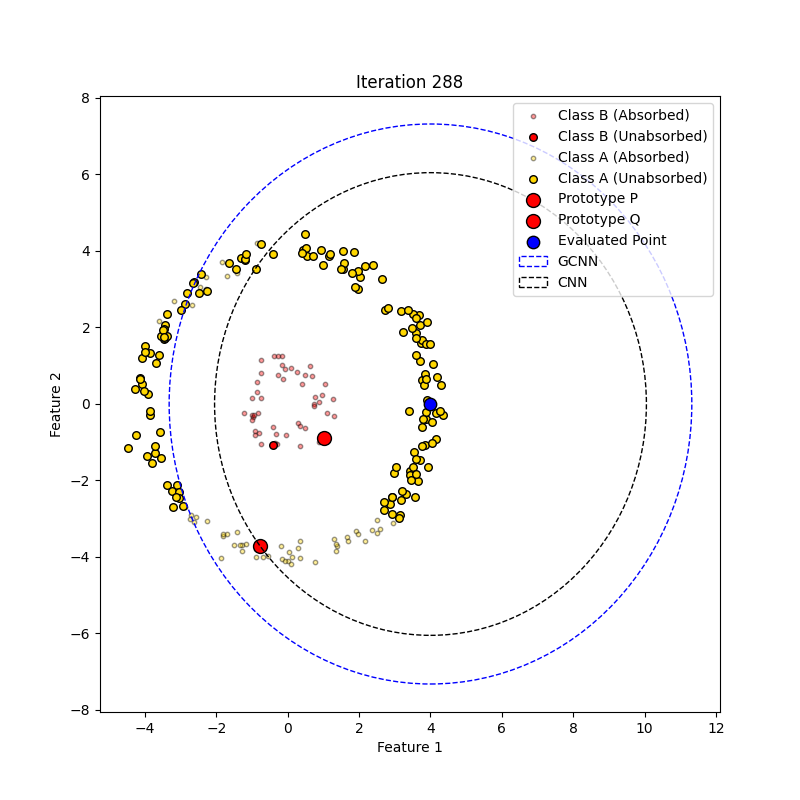 Iteration 288
Class B (Absorbed)
Class B (Unabsorbed)
Class A (Absorbed)
Class A (Unabsorbed)
Prototype P
Prototype Q
Evaluated Point
GCNN
CNN
8
6
4
2
0
−2
−4
−6
−8
Feature 2
−4
−2
0
2
4
6
8
10
12
Feature 1